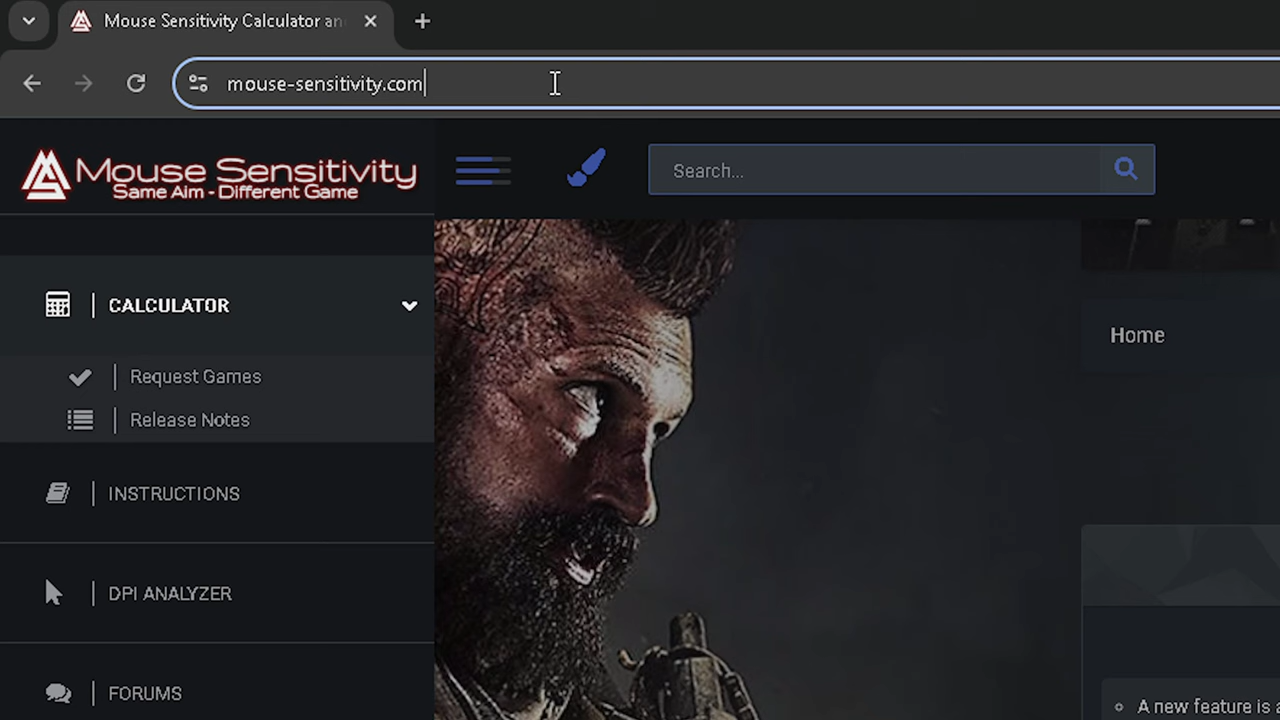 Mouse Sensitivity Calculator an
mouse-sensitivity.com
Mouse Sensitivity
Same Aim - Different Game
Search...
CALCULATOR
Home
Request Games
Release Notes
INSTRUCTIONS
DPI ANALYZER
FORUMS
A new feature is a